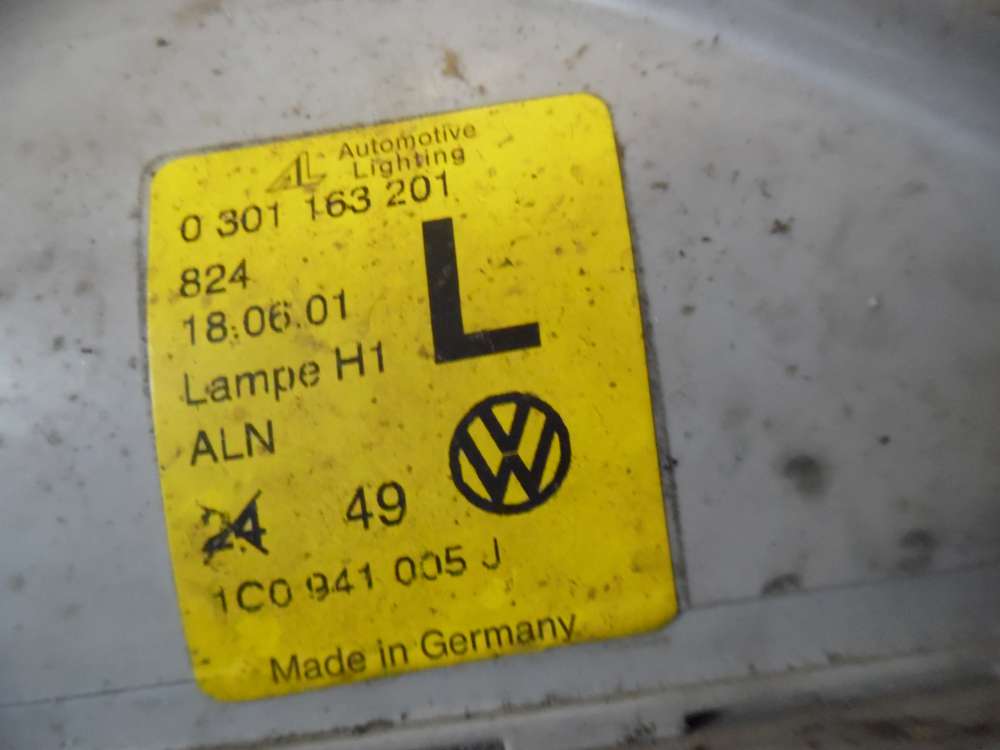 AL Automotive
Lighting
0 301 163 201
L
824
18.06.01
Lampe H1
ALN
24 49
1C0 941 005 J
Made in Germany